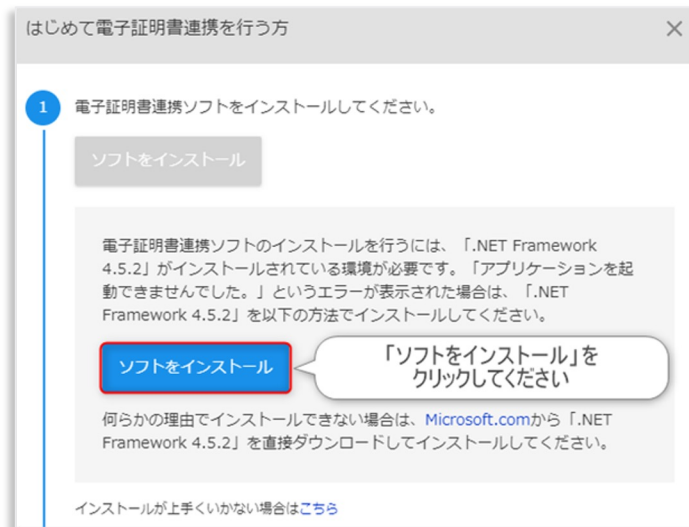 はじめて電子証明書連携を行う方
1 電子証明書連携ソフトをインストールしてください。
ソフトをインストール
電子証明書連携ソフトのインストールを行うには、「.NET Framework
4.5.2」がインストールされている環境が必要です。「アプリケーションを起
動できませんでした。」というエラーが表示された場合は、「.NET
Framework 4.5.2」を以下の方法でインストールしてください。
ソフトをインストール
「ソフトをインストール」を
クリックしてください
何らかの理由でインストールできない場合は、Microsoft.comから「.NET
Framework 4.5.2」を直接ダウンロードしてインストールしてください。
インストールが上手くいかない場合はこちら